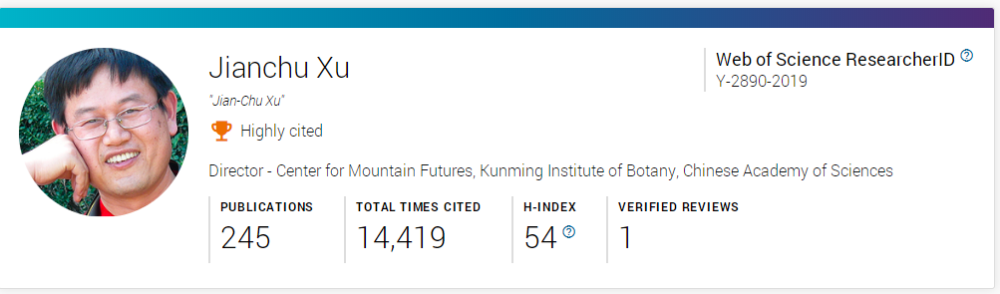 Jianchu Xu
Web of Science ResearcherID ?
Y-2890-2019
"Jian-Chu Xu"
Highly cited
Director - Center for Mountain Futures, Kunming Institute of Botany, Chinese Academy of Sciences
PUBLICATIONS
245
TOTAL TIMES CITED
14,419
H-INDEX
54 ?
VERIFIED REVIEWS
1